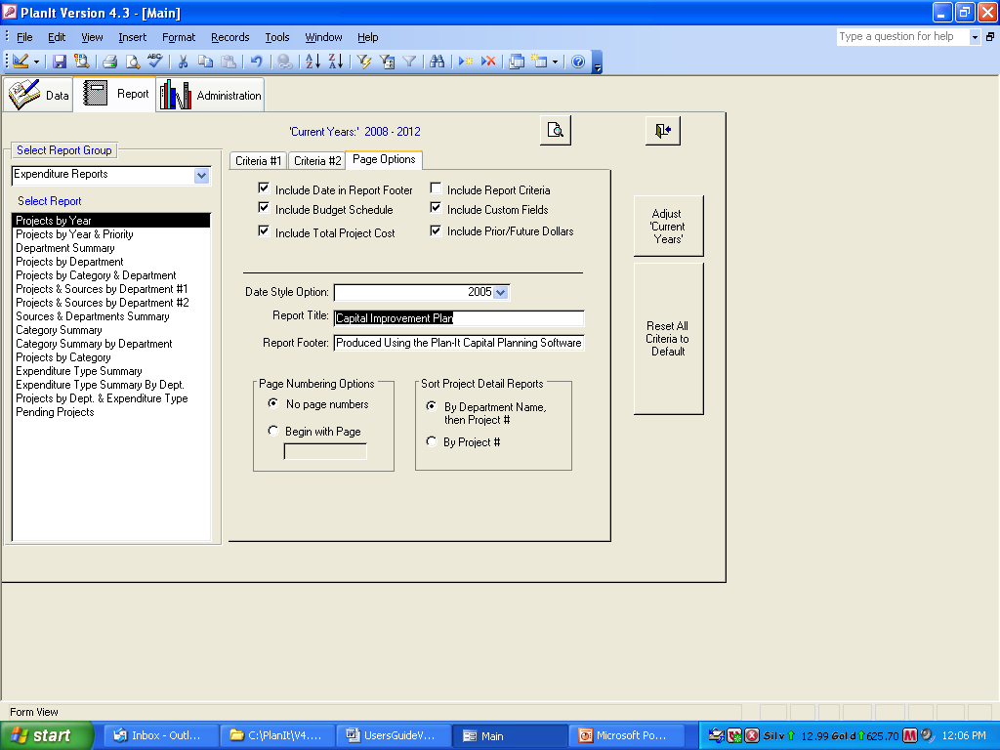 PlanIt Version 4.3 - [Main]
File Edit View Insert Format Records Tools Window Help
Type a question for help
Data
Report
Administration
'Current Years:' 2008 - 2012
Select Report Group
Expenditure Reports
Select Report
Projects by Year
Projects by Year & Priority
Department Summary
Projects by Department
Projects by Category & Department
Projects & Sources by Department #1
Projects & Sources by Department #2
Sources & Departments Summary
Category Summary
Category Summary by Department
Projects by Category
Expenditure Type Summary
Expenditure Type Summary By Dept.
Projects by Dept. & Expenditure Type
Pending Projects
Criteria #1
Criteria #2
Page Options
Include Date in Report Footer
Include Report Criteria
Include Budget Schedule
Include Custom Fields
Include Total Project Cost
Include Prior/Future Dollars
Date Style Option: 2005
Report Title: Capital Improvement Plan
Report Footer: Produced Using the Plan-It Capital Planning Software
Page Numbering Options
No page numbers
Begin with Page
Sort Project Detail Reports
By Department Name,
then Project #
By Project #
Adjust
'Current
Years'
Reset All
Criteria to
Default
Form View
start
Inbox - Outl...
C:\PlanIt\V4....
UsersGuideV...
Main
Microsoft Po...
Silv 12.99 Gold 625.70
12:06 PM